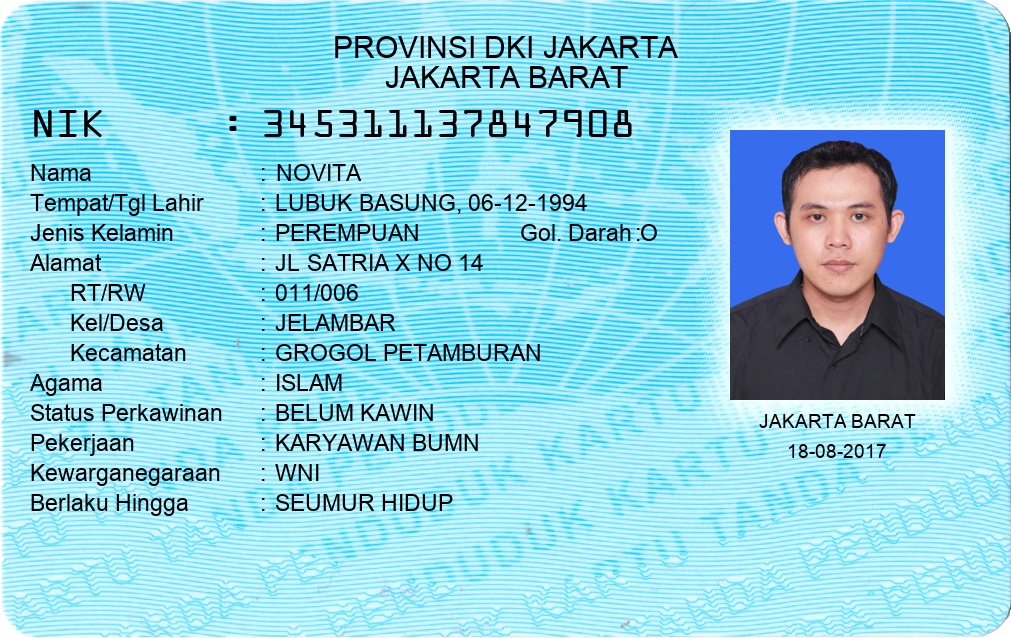 PROVINSI DKI JAKARTA
JAKARTA BARAT
NIK : 3453111137847908
Nama : NOVITA
Tempat/Tgl Lahir : LUBUK BASUNG, 06-12-1994
Jenis Kelamin : PEREMPUAN Gol. Darah :O
Alamat : JL SATRIA X NO 14
RT/RW : 011/006
Kel/Desa : JELAMBAR
Kecamatan : GROGOL PETAMBURAN
Agama : ISLAM
Status Perkawinan : BELUM KAWIN
Pekerjaan : KARYAWAN BUMN
Kewarganegaraan : WNI
Berlaku Hingga : SEUMUR HIDUP
JAKARTA BARAT
18-08-2017